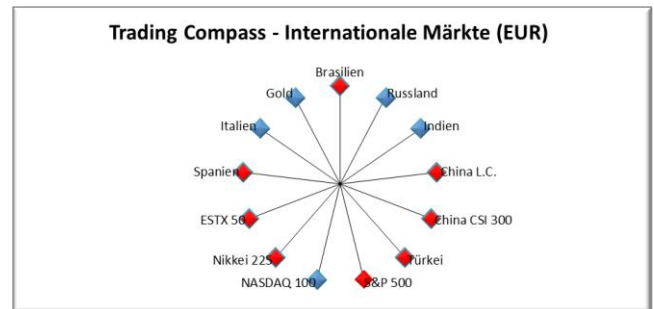 Trading Compass - Internationale Märkte (EUR)
Brasilien
Gold
Russland
Italien
Indien
Spanien
China L.C.
ESTX 50
China CSI 300
Nikkei 225
Türkei
NASDAQ 100
S&P 500